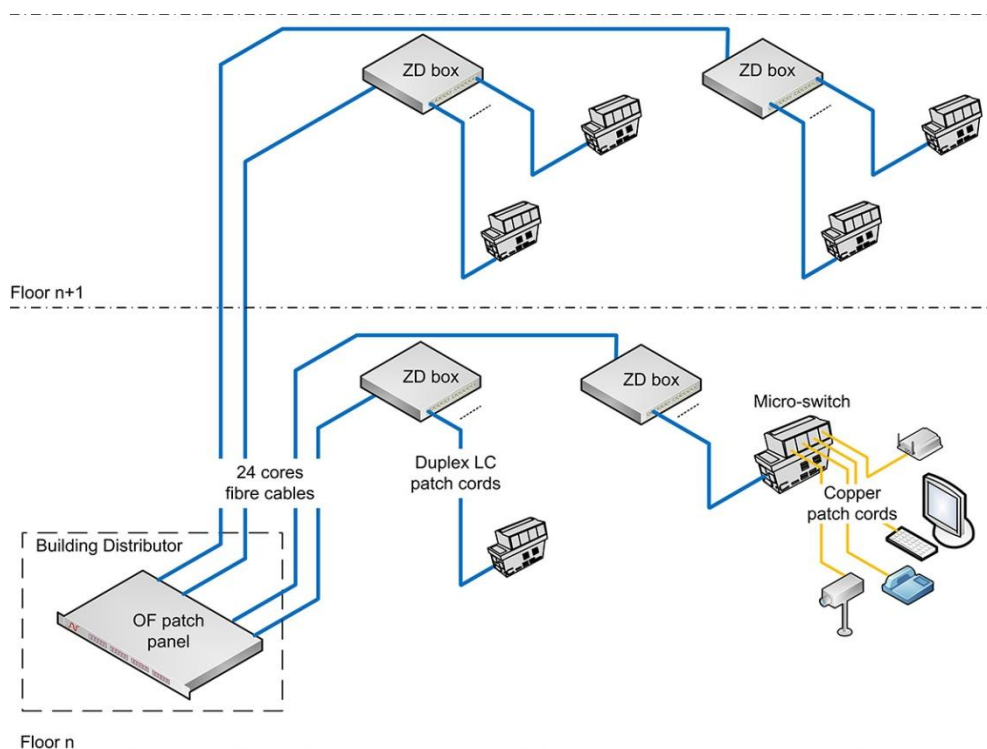 ZD box
ZD box
Floor n+1
ZD box
ZD box
Micro-switch
24 cores
fibre cables
Duplex LC
patch cords
Copper
patch cords
Building Distributor
OF patch
panel
Floor n